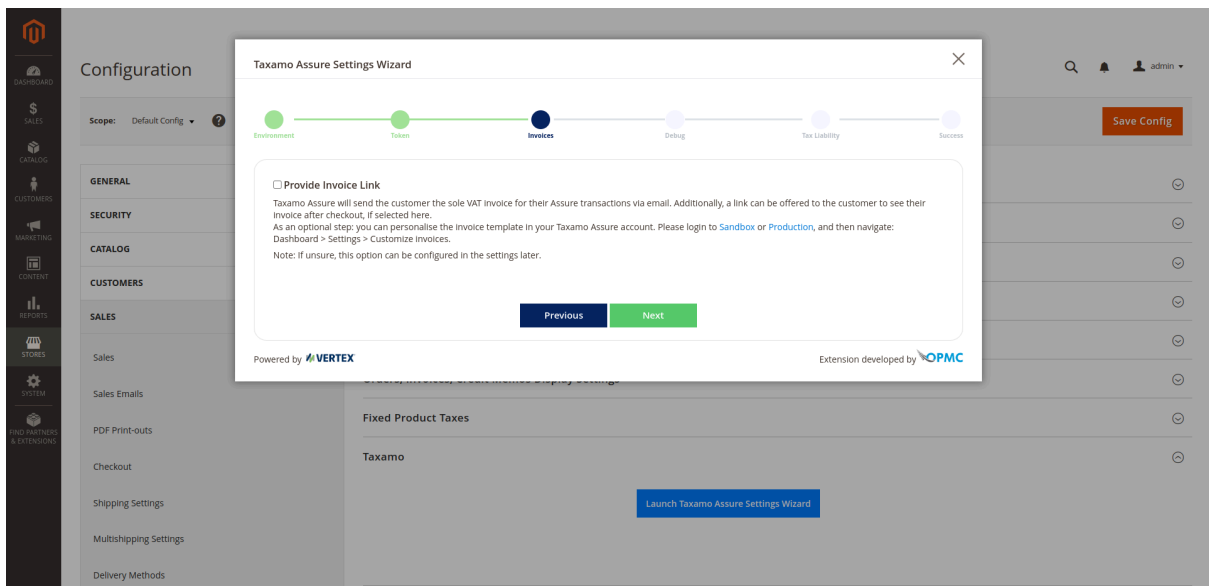 Taxamo Assure Settings Wizard
DASHBOARD
Configuration
admin
SALES
Scope: Default Config
Save Config
Environment
Token
Invoices
Debug
Tax Liability
Success
CATALOG
CUSTOMERS
MARKETING
CONTENT
REPORTS
STORES
SYSTEM
FIND PARTNERS
& EXTENSIONS
GENERAL
SECURITY
CATALOG
CUSTOMERS
SALES
Sales
Sales Emails
PDF Print-outs
Checkout
Shipping Settings
Multishipping Settings
Delivery Methods
Provide Invoice Link
Taxamo Assure will send the customer the sole VAT invoice for their Assure transactions via email. Additionally, a link can be offered to the customer to see their
invoice after checkout, if selected here.
As an optional step: you can personalise the invoice template in your Taxamo Assure account. Please login to Sandbox or Production, and then navigate:
Dashboard > Settings > Customize invoices.
Note: If unsure, this option can be configured in the settings later.
Previous
Next
Powered by VERTEX
Extension developed by OPMC
Orders, Invoices, Credit Memos Display Settings
Fixed Product Taxes
Taxamo
Launch Taxamo Assure Settings Wizard